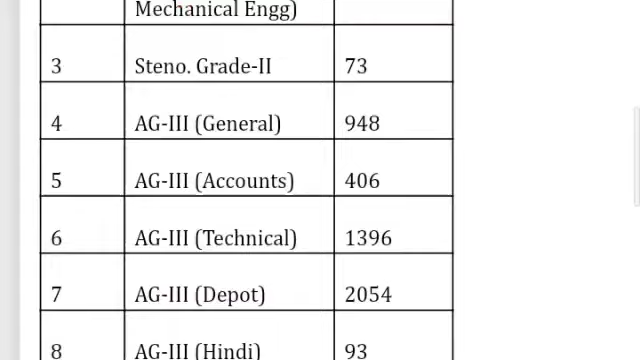 Mechanical Engg)
3 Steno. Grade-II 73
4 AG-III (General) 948
5 AG-III (Accounts) 406
6 AG-III (Technical) 1396
7 AG-III (Depot) 2054
8 AG-III (Hindi) 93